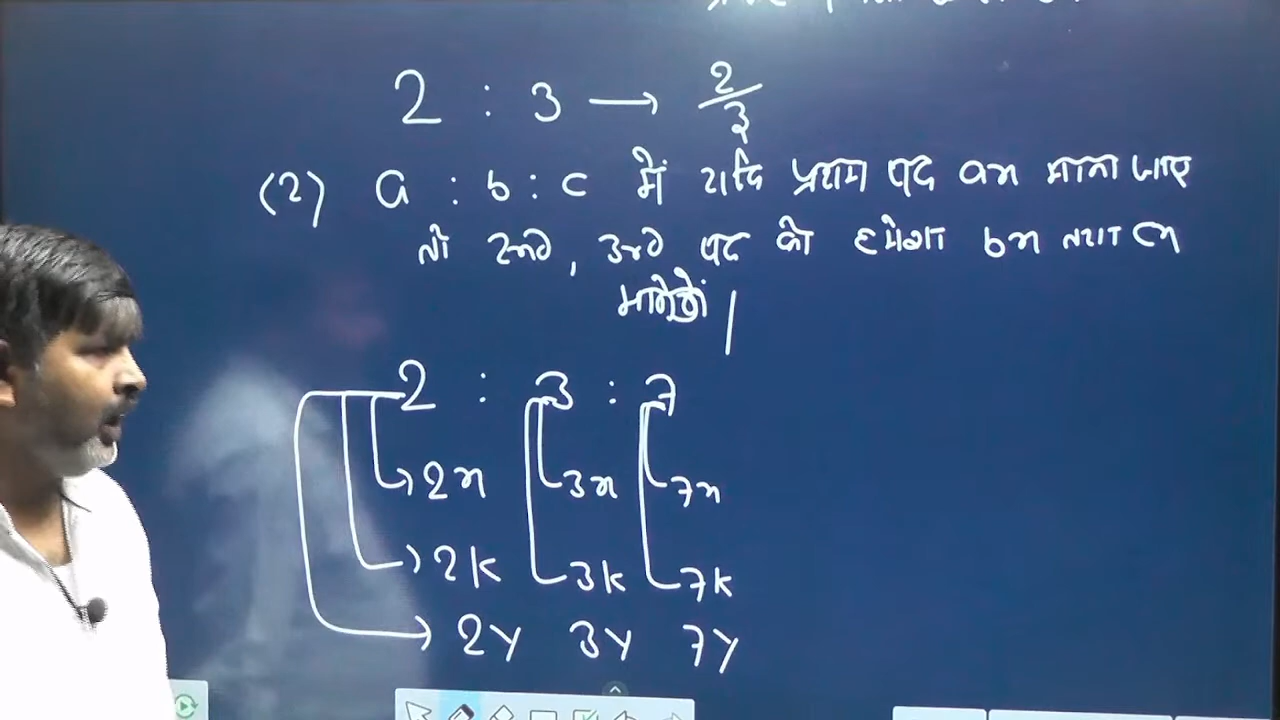 2 : 3 → 2/3
(2) a : b : c में यदि प्रथम पद ax माना जाए
तो 2nd, 3rd पद को हमेशा bx तथा cx
मानेगें |
2 : 3 : 7
2x 3x 7x
2k 3k 7k
2y 3y 7y